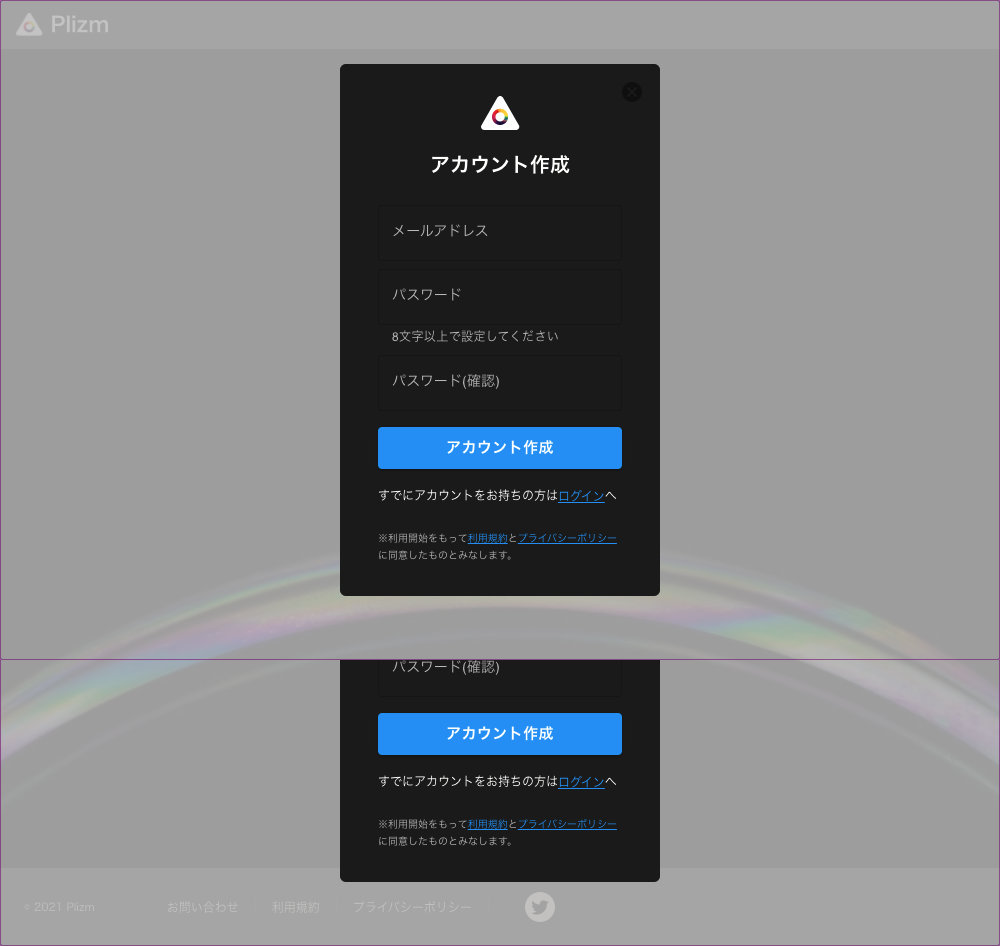 Plizm
アカウント作成
メールアドレス
パスワード
8文字以上で設定してください
パスワード(確認)
アカウント作成
すでにアカウントをお持ちの方はログインへ
※利用開始をもって利用規約とプライバシーポリシー
に同意したものとみなします。
パスワード(確認)
アカウント作成
すでにアカウントをお持ちの方はログインへ
※利用開始をもって利用規約とプライバシーポリシー
に同意したものとみなします。
© 2021 Plizm お問い合わせ 利用規約 プライバシーポリシー